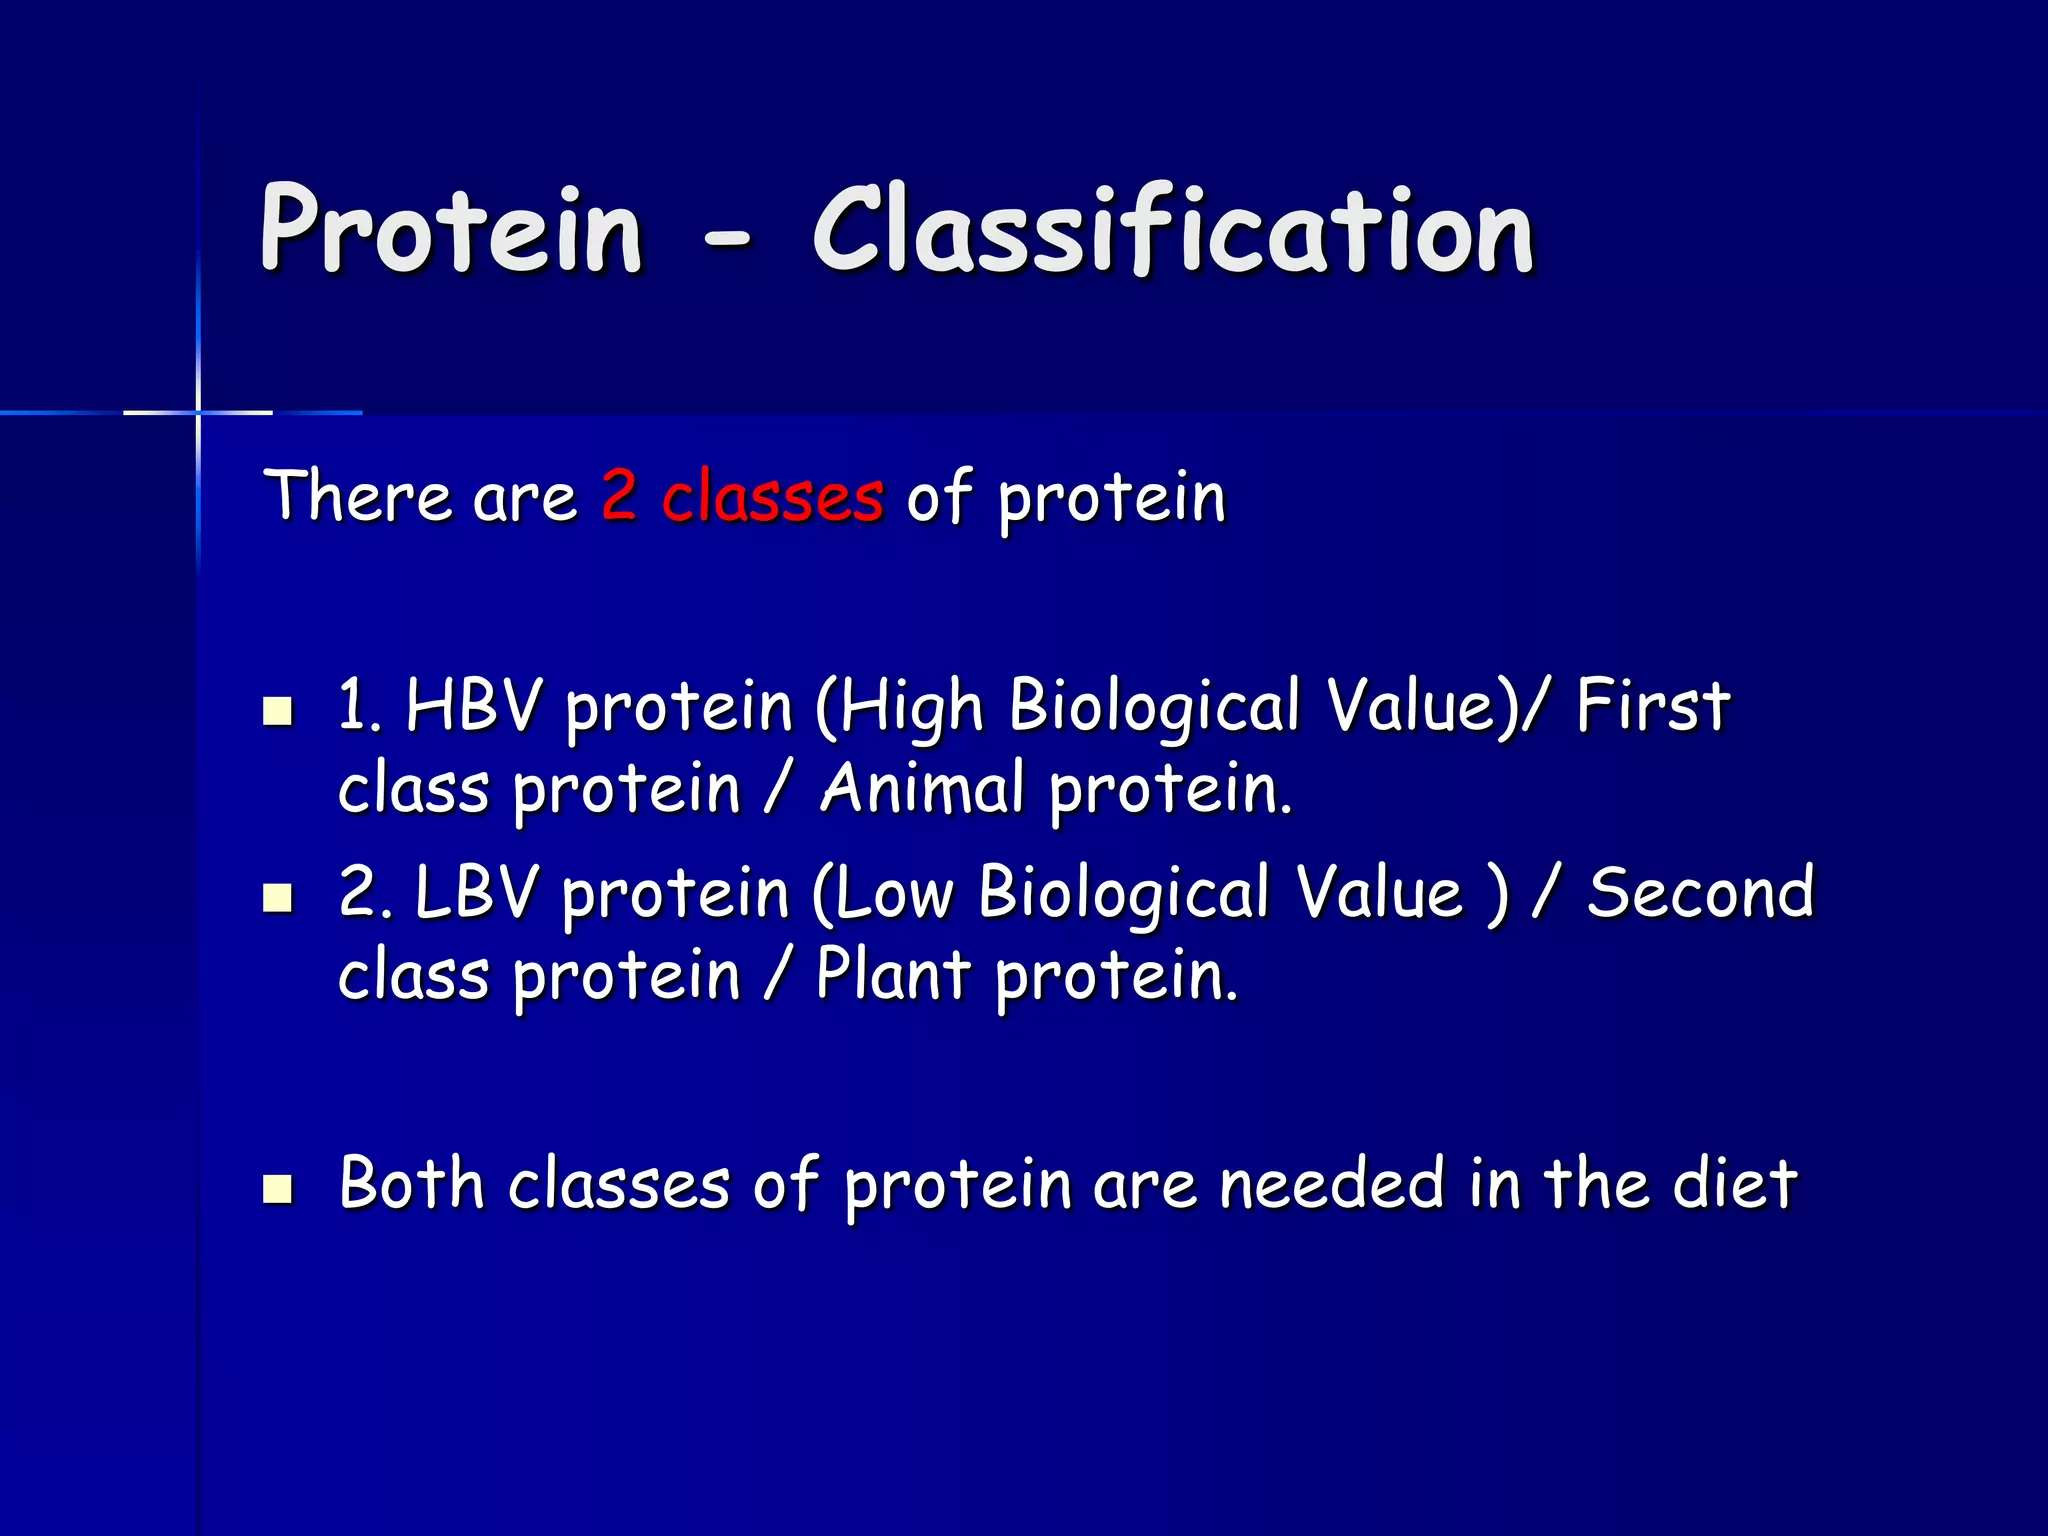 Protein - Classification
There are 2 classes of protein
1. HBV protein (High Biological Value)/ First
class protein / Animal protein.
2. LBV protein (Low Biological Value ) / Second
class protein / Plant protein.
Both classes of protein are needed in the diet